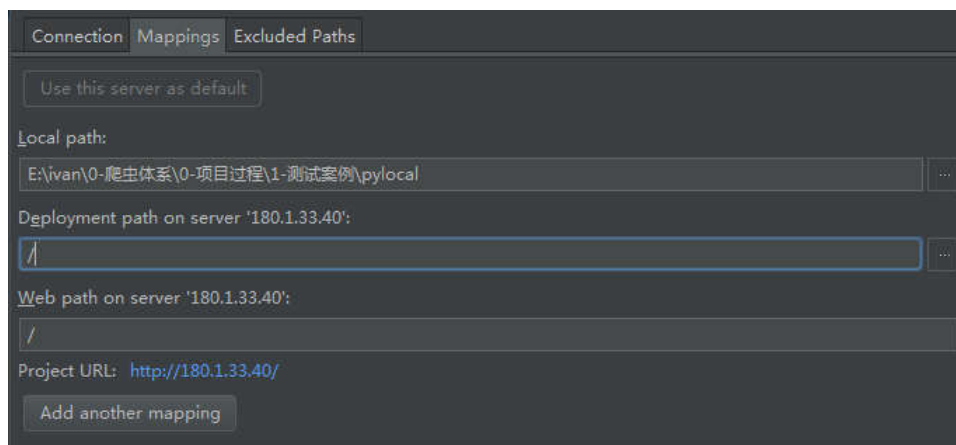 Connection Mappings Excluded Paths
Use this server as default
Local path:
E:\ivan\0-爬虫体系\0-项目过程\1-测试案例\pylocal
...
Deployment path on server '180.1.33.40':
/
...
Web path on server '180.1.33.40':
/
Project URL: http://180.1.33.40/
Add another mapping